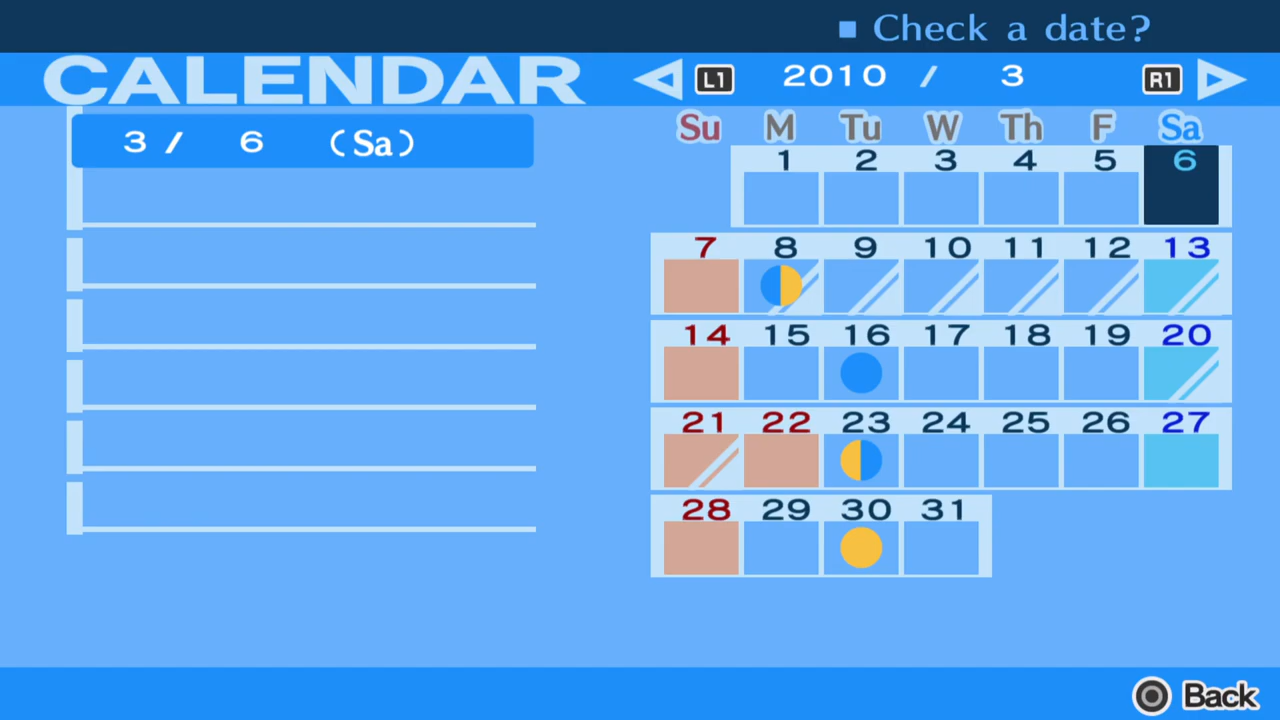 ■ Check a date?
CALENDAR
L1 2010 / 3 R1
3 / 6 (Sa)
Su M Tu W Th F Sa
1 2 3 4 5 6
7 8 9 10 11 12 13
14 15 16 17 18 19 20
21 22 23 24 25 26 27
28 29 30 31
Back